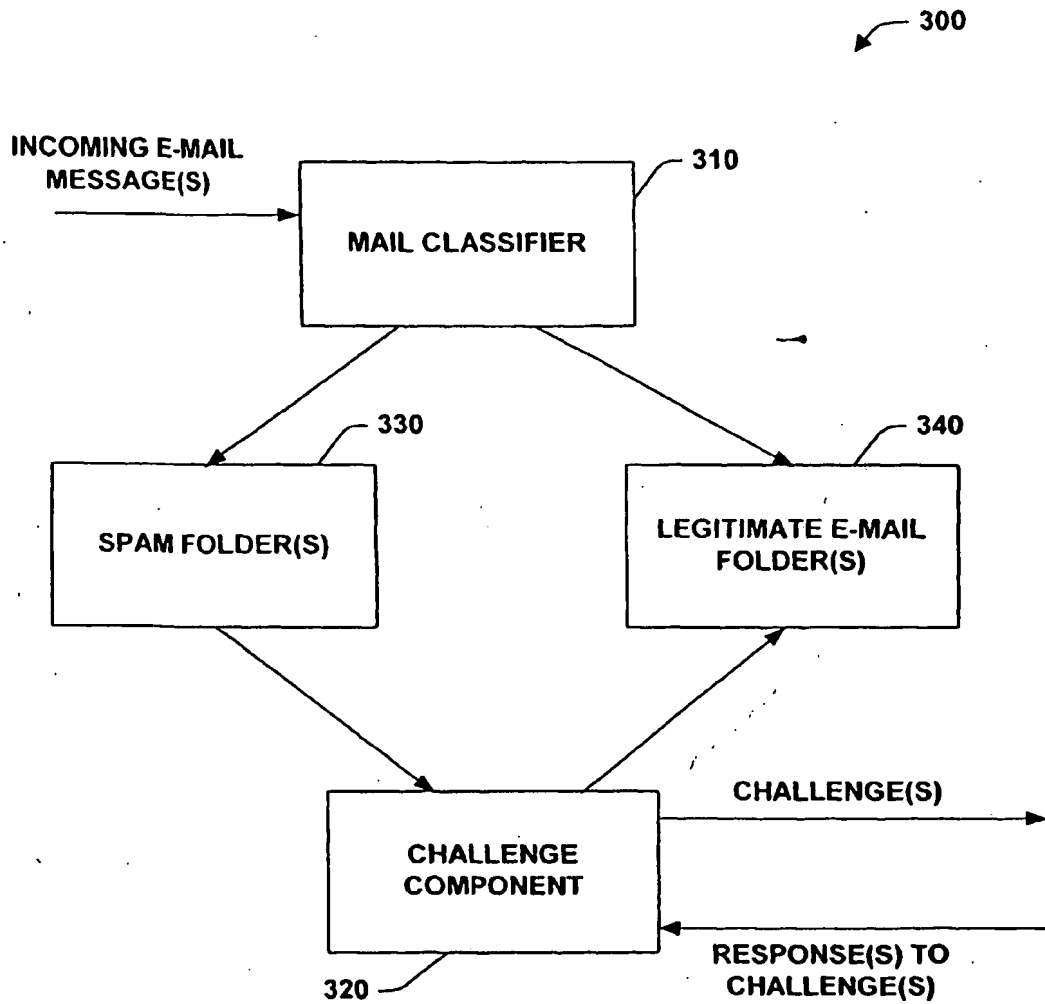 300
INCOMING E-MAIL
MESSAGE(S)
310
MAIL CLASSIFIER
330
340
SPAM FOLDER(S)
LEGITIMATE E-MAIL
FOLDER(S)
CHALLENGE(S)
CHALLENGE
COMPONENT
RESPONSE(S) TO
CHALLENGE(S)
320